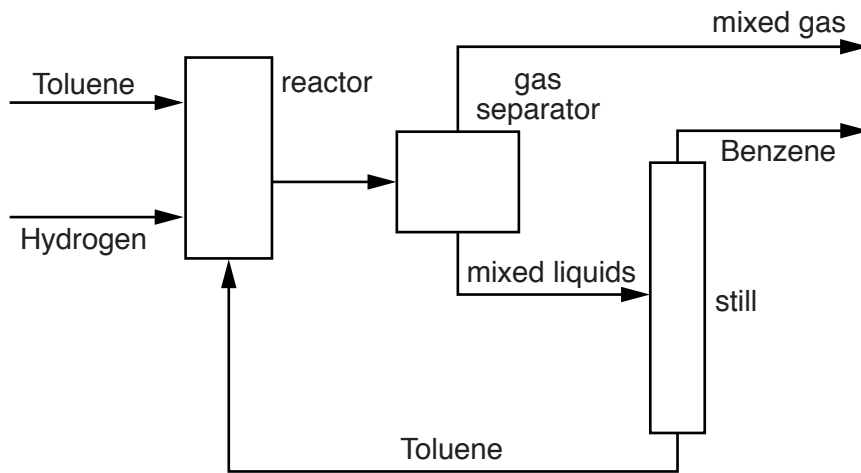 mixed gas
Toluene
reactor
gas
separator
Benzene
Hydrogen
mixed liquids
still
Toluene